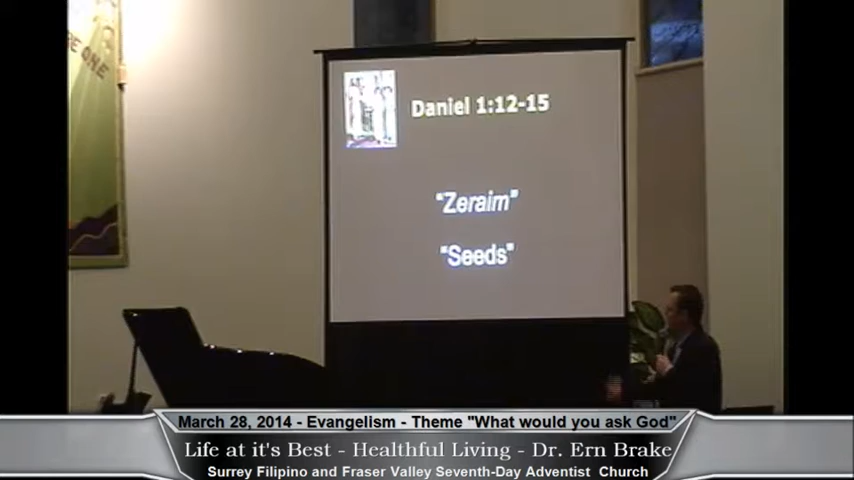 E ONE
Daniel 1:12-15
"Zeraim"
"Seeds"
March 28, 2014 - Evangelism - Theme "What would you ask God"
Life at it's Best - Healthful Living - Dr. Ern Brake
Surrey Filipino and Fraser Valley Seventh-Day Adventist Church